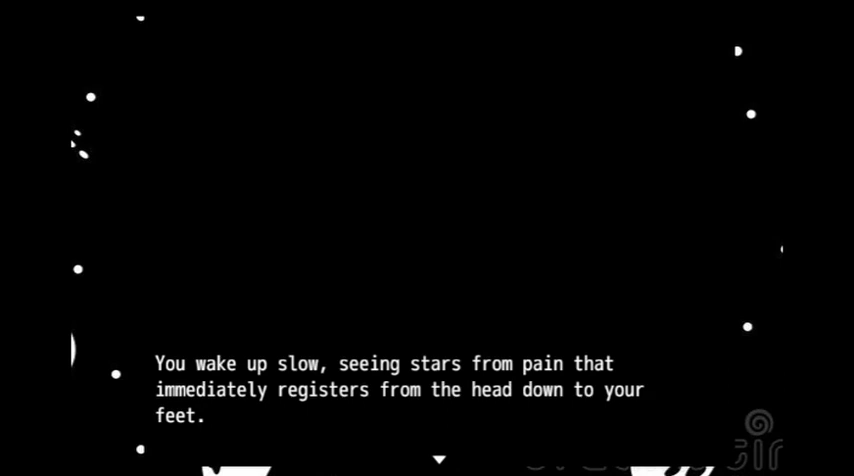 You wake up slow, seeing stars from pain that
immediately registers from the head down to your
feet.